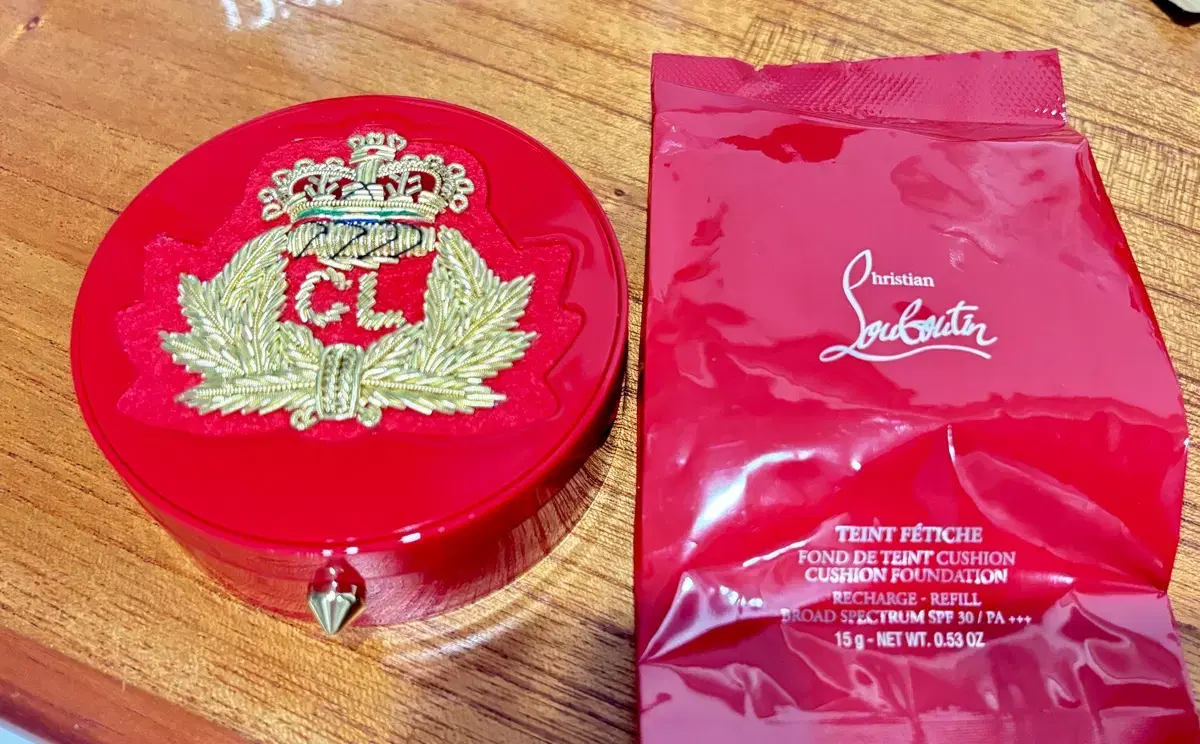 CL
Christian
Louboutin
TEINT FÉTICHE
FOND DE TEINT CUSHION
CUSHION FOUNDATION
RECHARGE - REFILL
BROAD SPECTRUM SPF 30 / PA +++
15 g - NET WT. 0.53 OZ